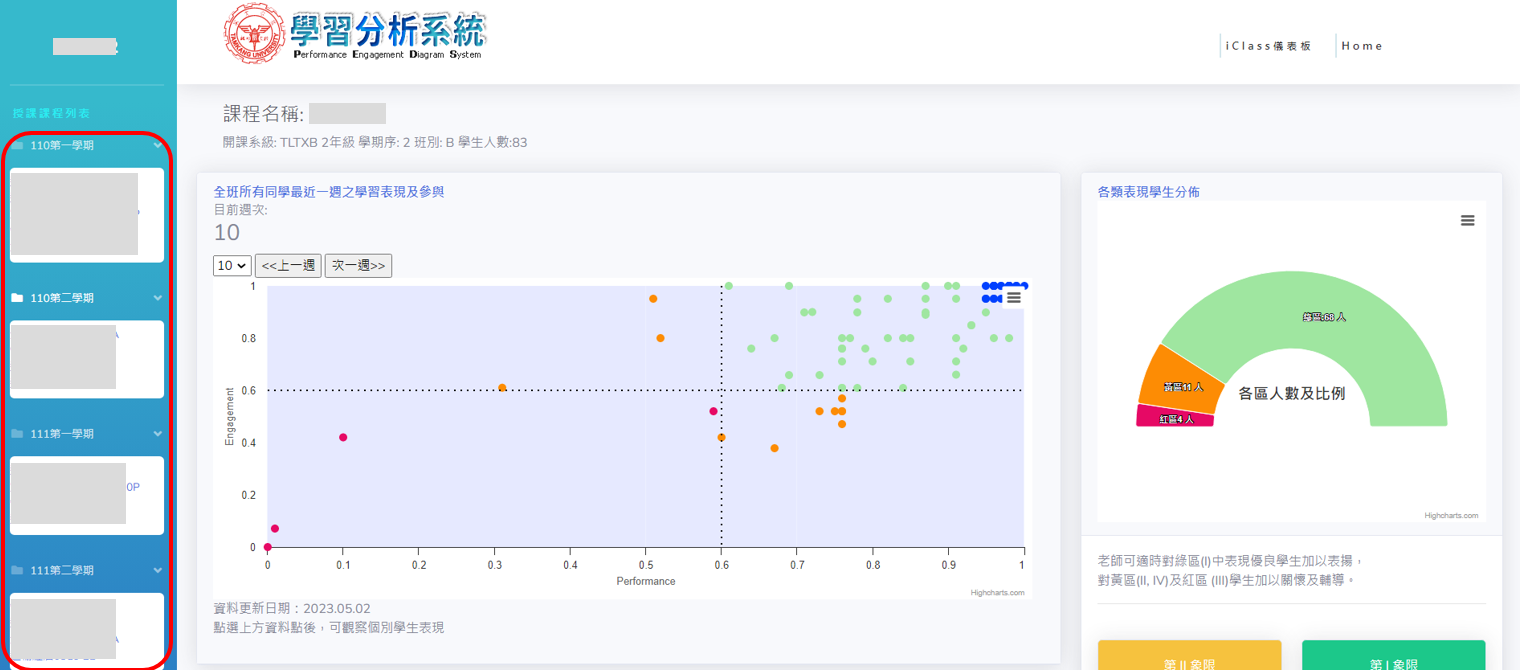 授課課程列表
110第一學期
110第二學期
111第一學期
0P
111第二學期
TAMKANG UNIVERSITY
學習分析系統
Performance Engagement Diagram System
iClass儀表板
Home
課程名稱:
開課系級: TLTXB 2年級 學期序: 2 班別: B 學生人數:83
全班所有同學最近一週之學習表現及參與
目前週次:
10
10 <<上一週 次一週>>
1
0.8
0.6
0.4
0.2
0
Engagement
0 0.1 0.2 0.3 0.4 0.5 0.6 0.7 0.8 0.9 1
Performance
Highcharts.com
資料更新日期：2023.05.02
點選上方資料點後，可觀察個別學生表現
各類表現學生分佈
綠區:68 人
黃區11 人
紅區4 人
各區人數及比例
Highcharts.com
老師可適時對綠區(I)中表現優良學生加以表揚，
對黃區(II, IV)及紅區 (III)學生加以關懷及輔導。
第 II 象限
第 I 象限